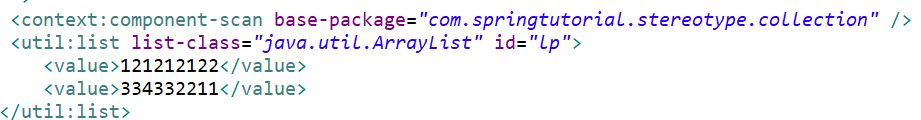 <context:component-scan base-package="com.springtutorial.stereotype.collection" />
<util:list list-class="java.util.ArrayList" id="lp">
<value>121212122</value>
<value>334332211</value>
</util:list>